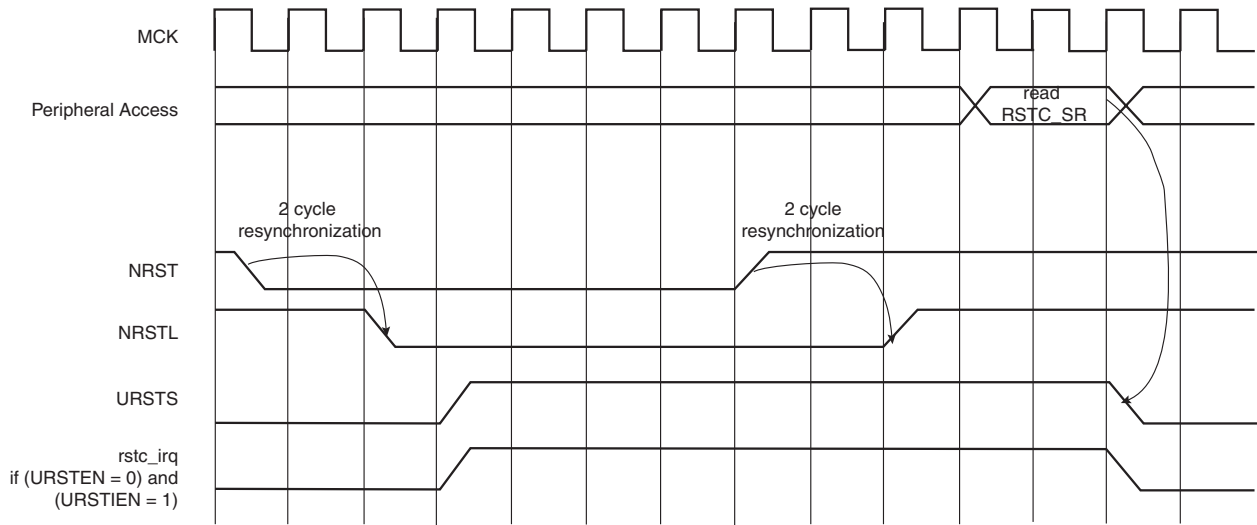 MCK
Peripheral Access
read
RSTC_SR
2 cycle
resynchronization
2 cycle
resynchronization
NRST
NRSTL
URSTS
rstc_irq
if (URSTEN = 0) and
(URSTIEN = 1)